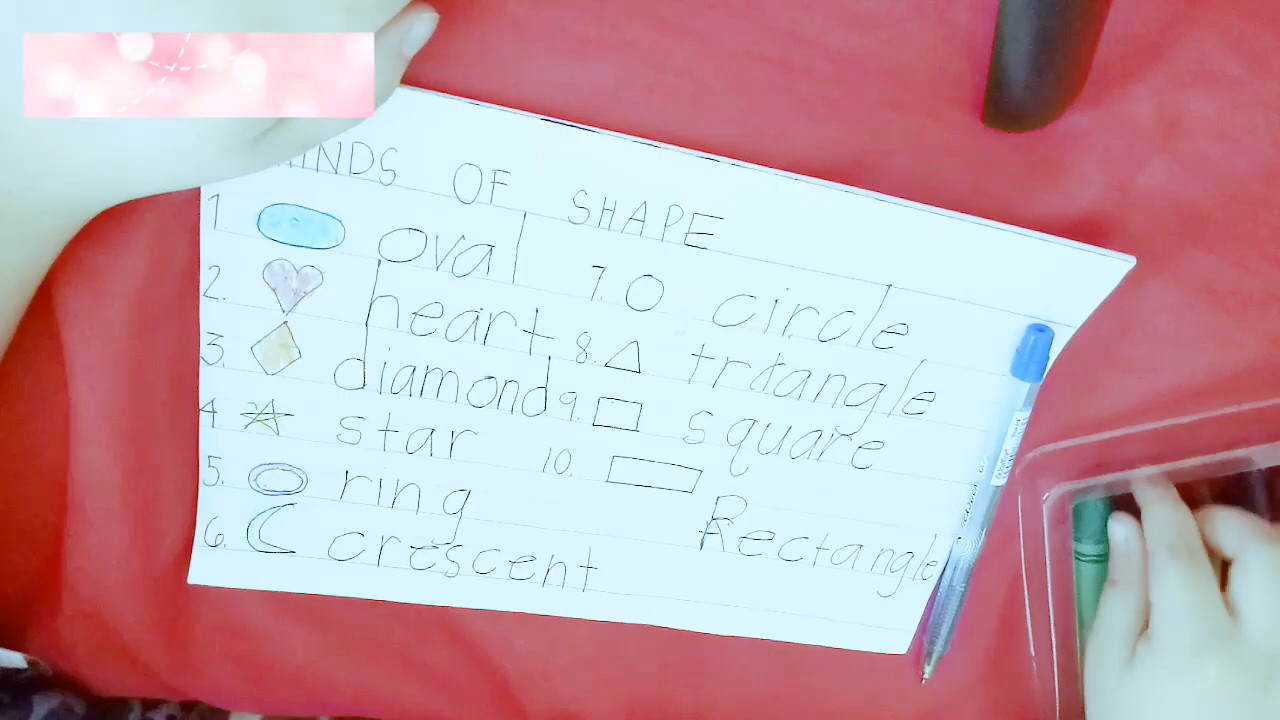 KINDS OF SHAPE
1. oval
2. heart
3. diamond
4 star
5. ring
6. crescent
7. circle
8. triangle
9. square
10. Rectangle